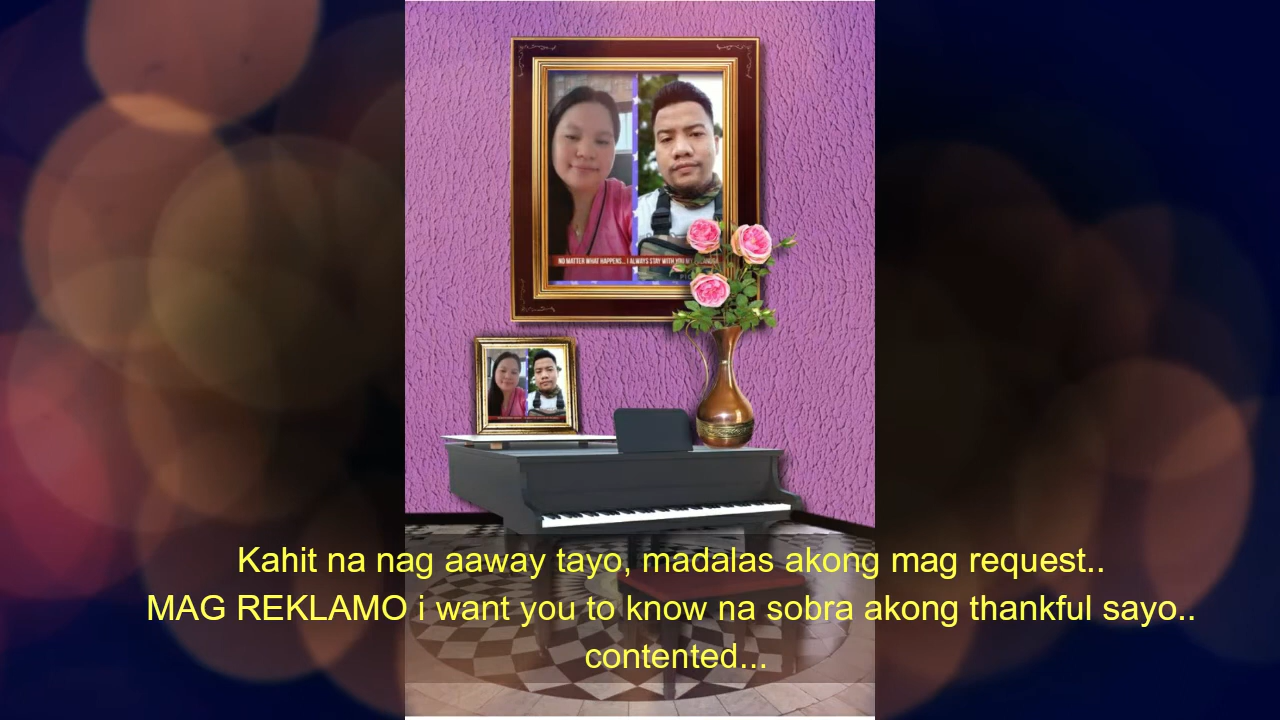 NO MATTER WHAT HAPPENS... I ALWAYS STAY WITH YOU MY
Kahit na nag aaway tayo, madalas akong mag request..
MAG REKLAMO i want you to know na sobra akong thankful sayo..
contented...